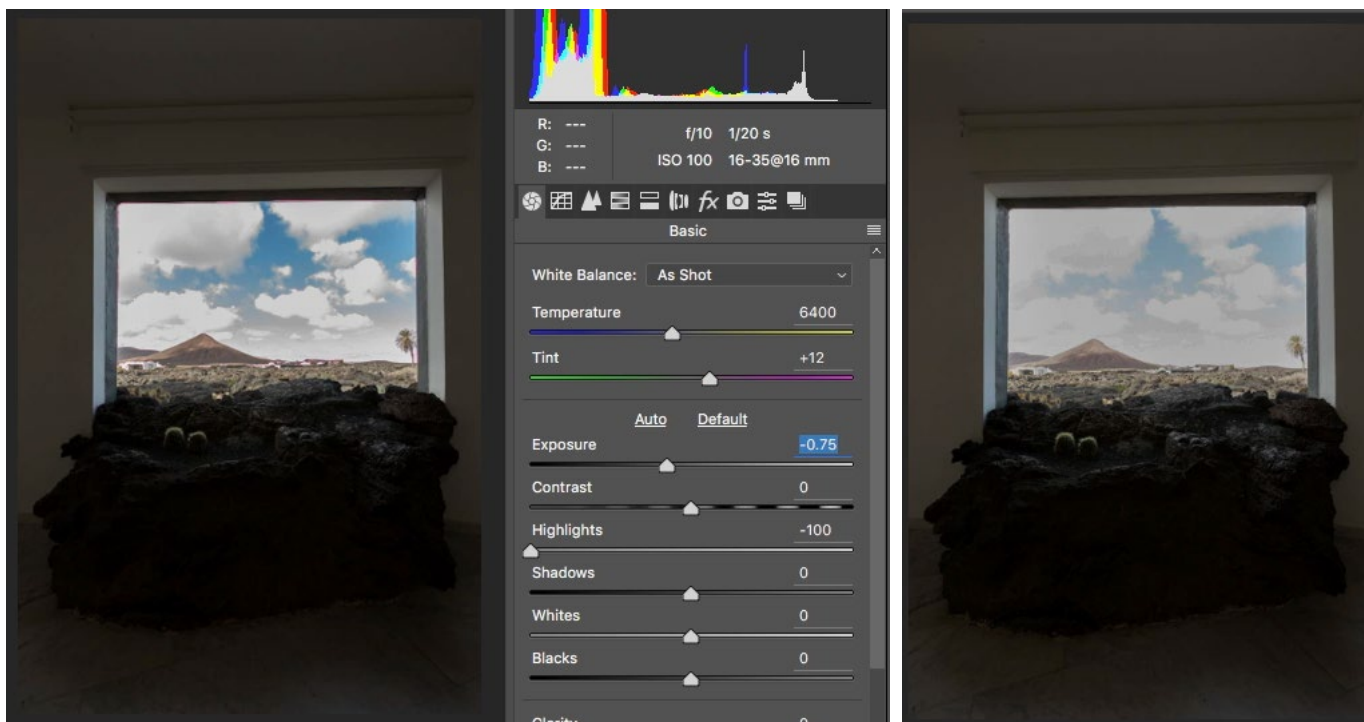 R: ---
G: ---
B: ---
f/10 1/20 s
ISO 100 16-35@16 mm
fx
Basic
White Balance: As Shot
Temperature 6400
Tint +12
Auto Default
Exposure -0.75
Contrast 0
Highlights -100
Shadows 0
Whites 0
Blacks 0